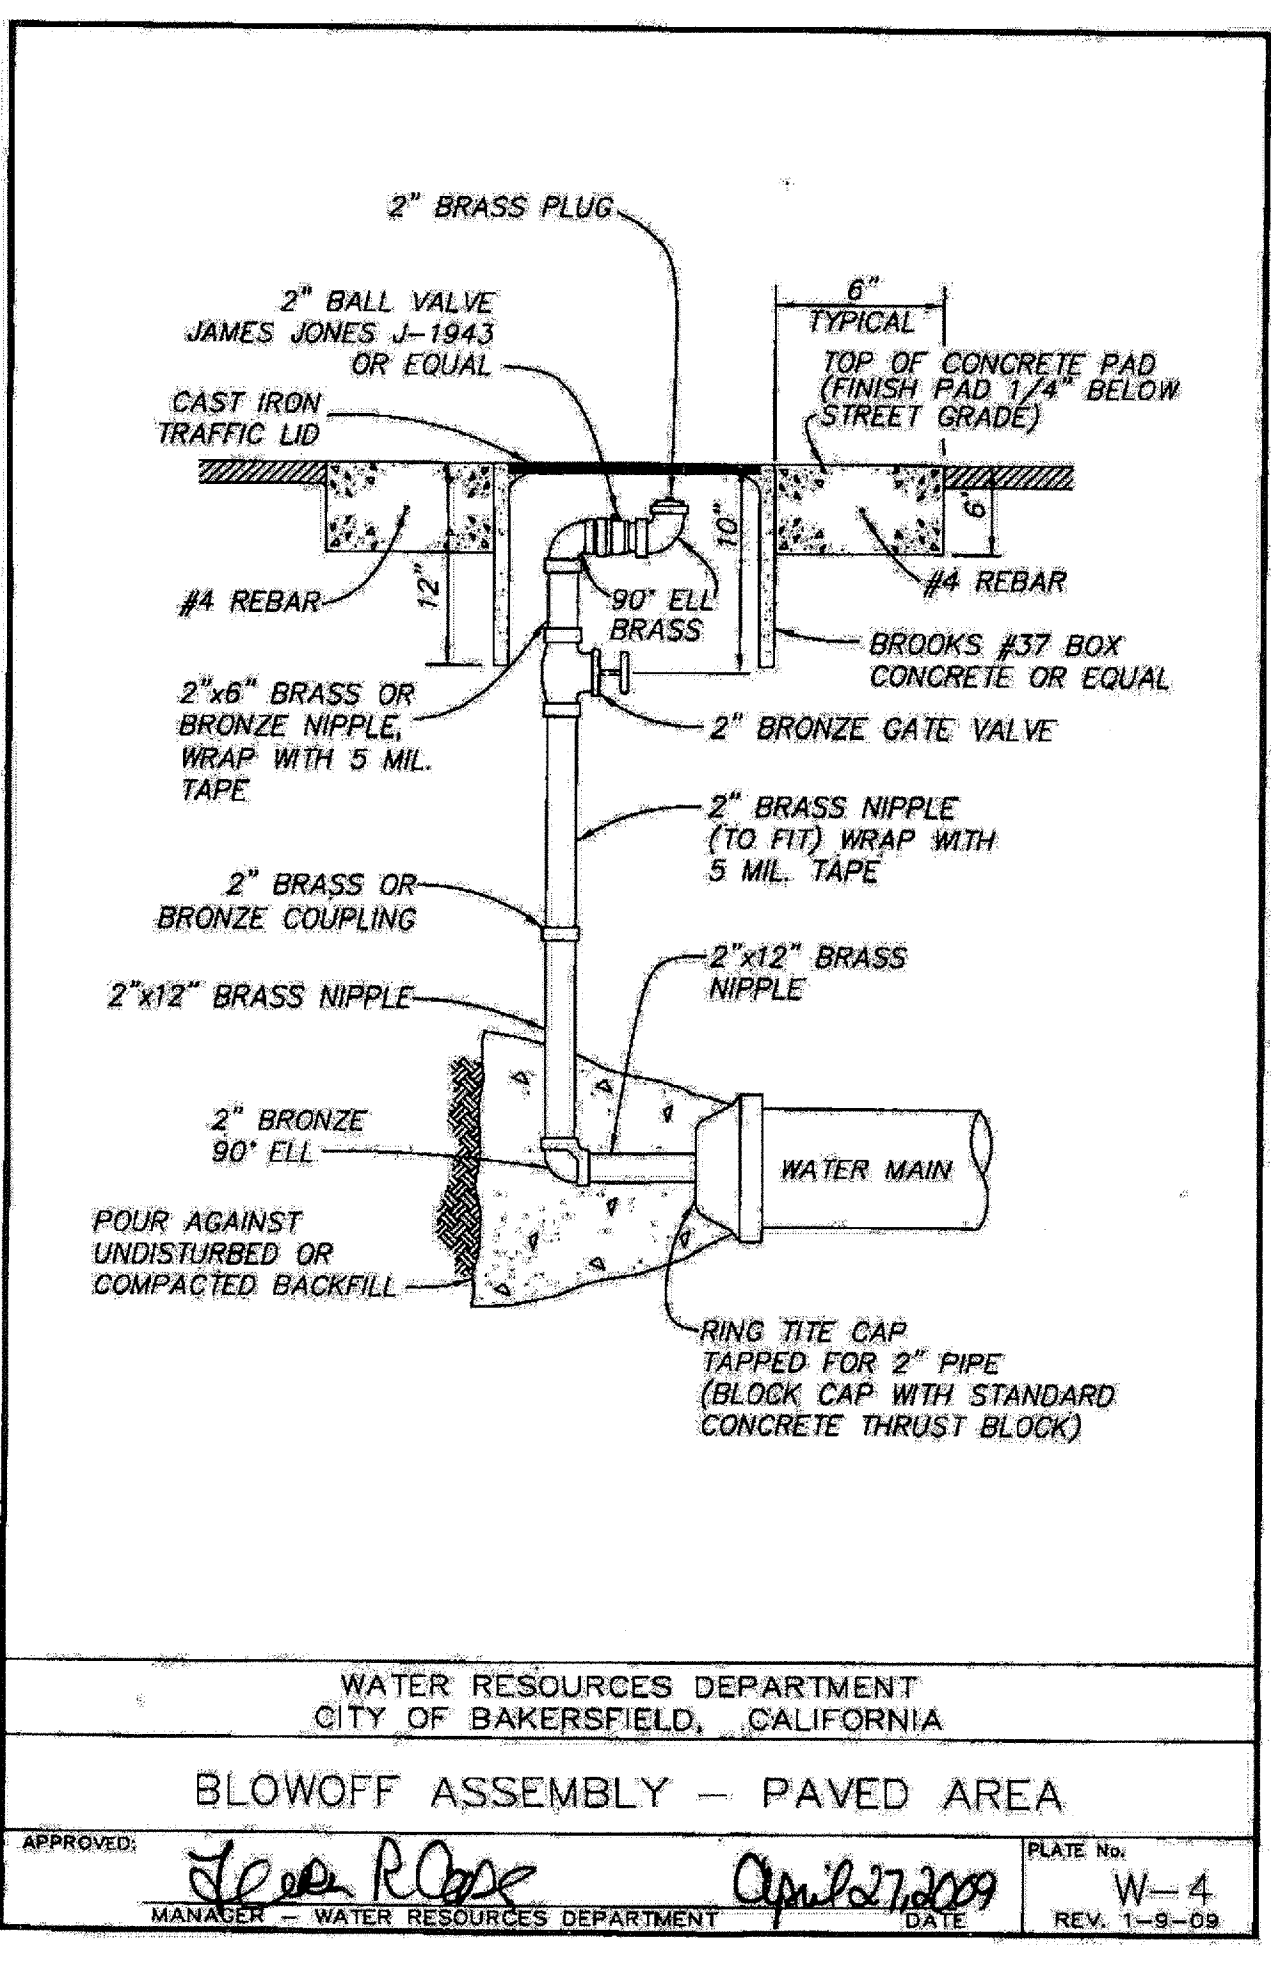 2" BRASS PLUG
2" BALL VALVE
JAMES JONES J-1943
OR EQUAL
CAST IRON
TRAFFIC LID
6"
TYPICAL
TOP OF CONCRETE PAD
(FINISH PAD 1/4" BELOW
STREET GRADE)
10"
6"
12"
#4 REBAR
90° ELL
BRASS
#4 REBAR
BROOKS #37 BOX
CONCRETE OR EQUAL
2"x6" BRASS OR
BRONZE NIPPLE,
WRAP WITH 5 MIL.
TAPE
2" BRONZE GATE VALVE
2" BRASS NIPPLE
(TO FIT) WRAP WITH
5 MIL. TAPE
2" BRASS OR
BRONZE COUPLING
2"x12" BRASS
NIPPLE
2"x12" BRASS NIPPLE
2" BRONZE
90° ELL
WATER MAIN
POUR AGAINST
UNDISTURBED OR
COMPACTED BACKFILL
RING TITE CAP
TAPPED FOR 2" PIPE
(BLOCK CAP WITH STANDARD
CONCRETE THRUST BLOCK)
WATER RESOURCES DEPARTMENT
CITY OF BAKERSFIELD, CALIFORNIA
BLOWOFF ASSEMBLY - PAVED AREA
APPROVED:
April 27, 2009
MANAGER - WATER RESOURCES DEPARTMENT
DATE
PLATE No.
W-4
REV. 1-9-09